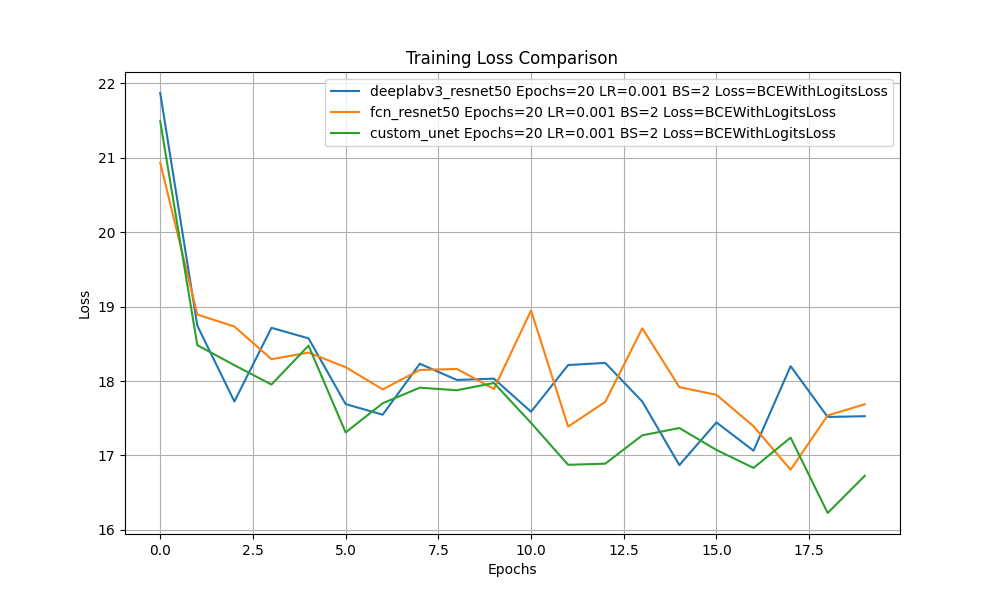 Training Loss Comparison
deeplabv3_resnet50 Epochs=20 LR=0.001 BS=2 Loss=BCEWithLogitsLoss
fcn_resnet50 Epochs=20 LR=0.001 BS=2 Loss=BCEWithLogitsLoss
custom_unet Epochs=20 LR=0.001 BS=2 Loss=BCEWithLogitsLoss
22
21
20
19
18
17
16
Loss
0.0 2.5 5.0 7.5 10.0 12.5 15.0 17.5
Epochs